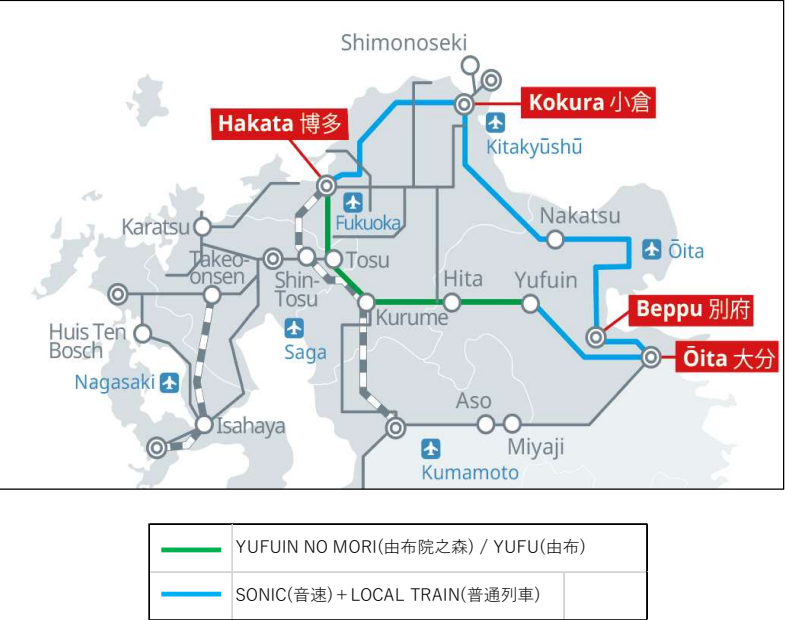 Shimonoseki
Kokura 小倉
Hakata 博多
Kitakyūshū
Fukuoka
Karatsu
Nakatsu
Ōita
Takeo-
onsen
Tosu
Shin-
Tosu
Hita
Yufuin
Kurume
Beppu 別府
Huis Ten
Bosch
Saga
Ōita 大分
Nagasaki
Aso
Isahaya
Miyaji
Kumamoto
YUFUIN NO MORI(由布院之森) / YUFU(由布)
SONIC(音速)+LOCAL TRAIN(普通列車)